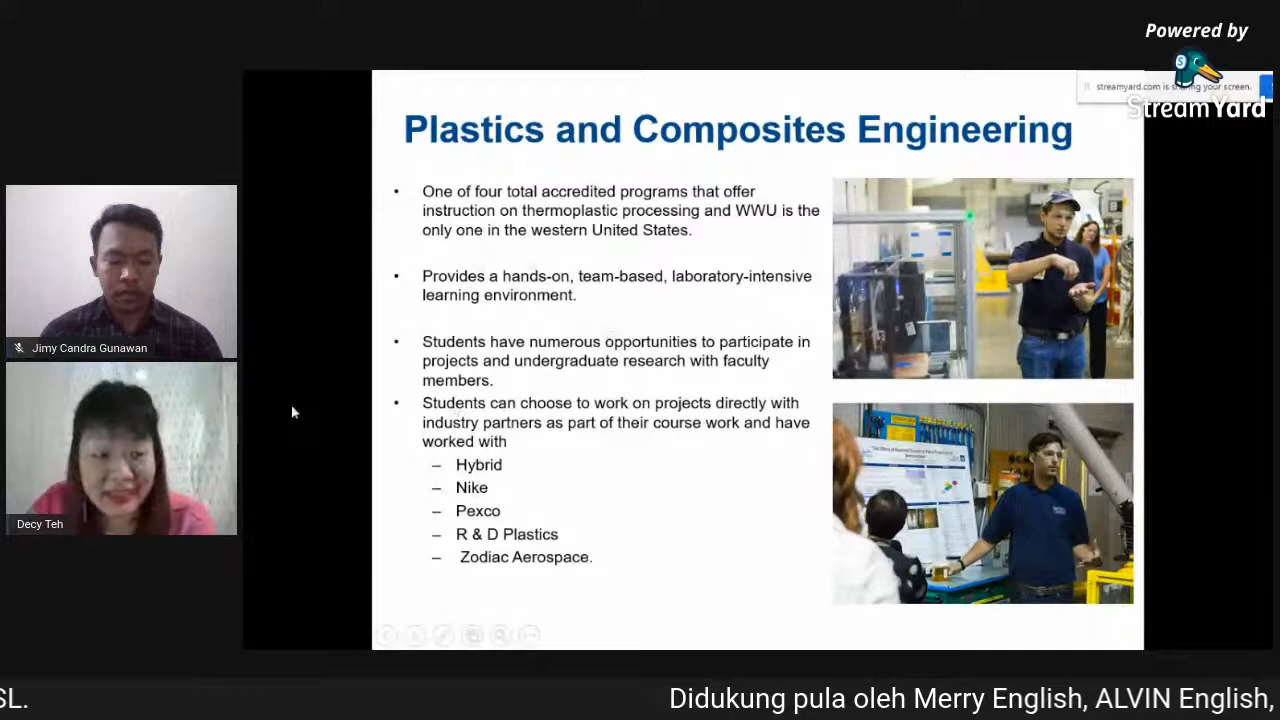 Powered by
StreamYard
streamyard.com is sharing your screen.
Plastics and Composites Engineering
• One of four total accredited programs that offer
instruction on thermoplastic processing and WWU is the
only one in the western United States.
• Provides a hands-on, team-based, laboratory-intensive
learning environment.
• Students have numerous opportunities to participate in
projects and undergraduate research with faculty
members.
• Students can choose to work on projects directly with
industry partners as part of their course work and have
worked with
– Hybrid
– Nike
– Pexco
– R & D Plastics
– Zodiac Aerospace.
Jimy Candra Gunawan
Decy Teh
SL.
Didukung pula oleh Merry English, ALVIN English,